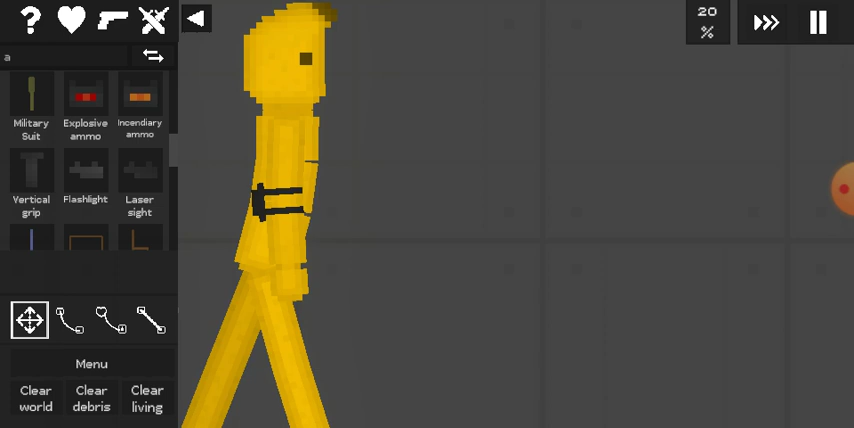 ?
20
%
a
Military
Suit
Explosive
ammo
Incendiary
ammo
Vertical
grip
Flashlight
Laser
sight
Menu
Clear
world
Clear
debris
Clear
living